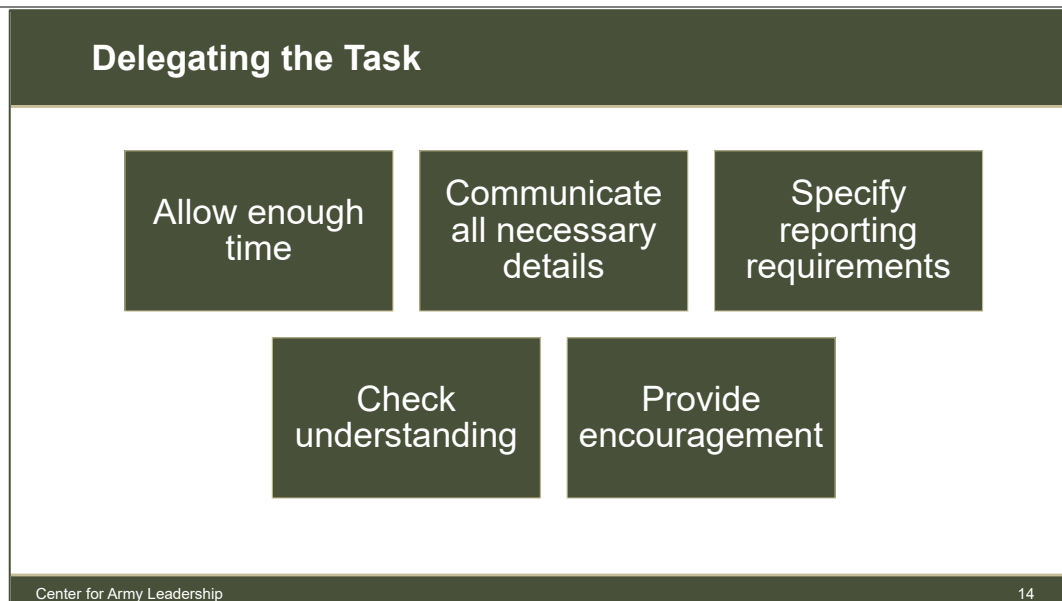 Delegating the Task
Allow enough
time
Communicate
all necessary
details
Specify
reporting
requirements
Check
understanding
Provide
encouragement
Center for Army Leadership
14